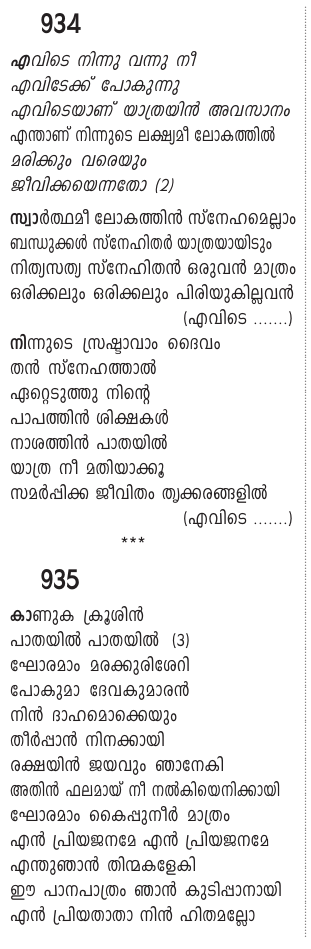 934
എവിടെ നിന്നു വന്നു നീ
എവിടേക്ക് പോകുന്നു
എവിടെയാണ് യാത്രയിൻ അവസാനം
എന്താണ് നിന്നുടെ ലക്ഷ്യമീ ലോകത്തിൽ
മരിക്കും വരെയും
ജീവിക്കയെന്നതോ (2)
സ്വാർത്ഥമീ ലോകത്തിൻ സ്നേഹമെല്ലാം
ബന്ധുക്കൾ സ്നേഹിതർ യാത്രയായിടും
നിത്യസത്യ സ്നേഹിതൻ ഒരുവൻ മാത്രം
ഒരിക്കലും ഒരിക്കലും പിരിയുകില്ലവൻ
(എവിടെ .......)
നിന്നുടെ സ്രഷ്ടാവാം ദൈവം
തൻ സ്നേഹത്താൽ
ഏറ്റെടുത്തു നിന്റെ
പാപത്തിൻ ശിക്ഷകൾ
നാശത്തിൻ പാതയിൽ
യാത്ര നീ മതിയാക്കൂ
സമർപ്പിക്ക ജീവിതം തൃക്കരങ്ങളിൽ
(എവിടെ .......)
***
935
കാണുക ക്രൂശിൻ
പാതയിൽ പാതയിൽ (3)
ഘോരമാം മരക്കുരിശേറി
പോകുമാ ദേവകുമാരൻ
നിൻ ദാഹമൊക്കെയും
തീർപ്പാൻ നിനക്കായി
രക്ഷയിൻ ജയവും ഞാനേകി
അതിൻ ഫലമായ് നീ നൽകിയെനിക്കായി
ഘോരമാം കൈപ്പുനീർ മാത്രം
എൻ പ്രിയജനമേ എൻ പ്രിയജനമേ
എന്തുഞാൻ തിന്മകളേകി
ഈ പാനപാത്രം ഞാൻ കുടിപ്പാനായി
എൻ പ്രിയതാതാ നിൻ ഹിതമല്ലോ